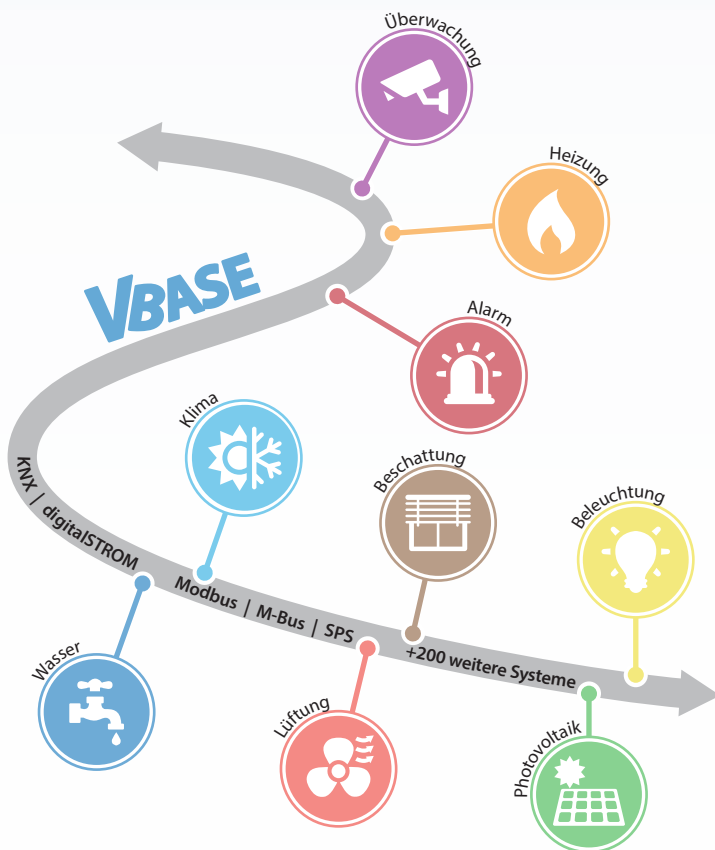 Überwachung
Heizung
VBASE
Alarm
Klima
Beschattung
Beleuchtung
KNX | digitalSTROM
Modbus | M-Bus | SPS
+200 weitere Systeme
Wasser
Lüftung
Photovoltaik